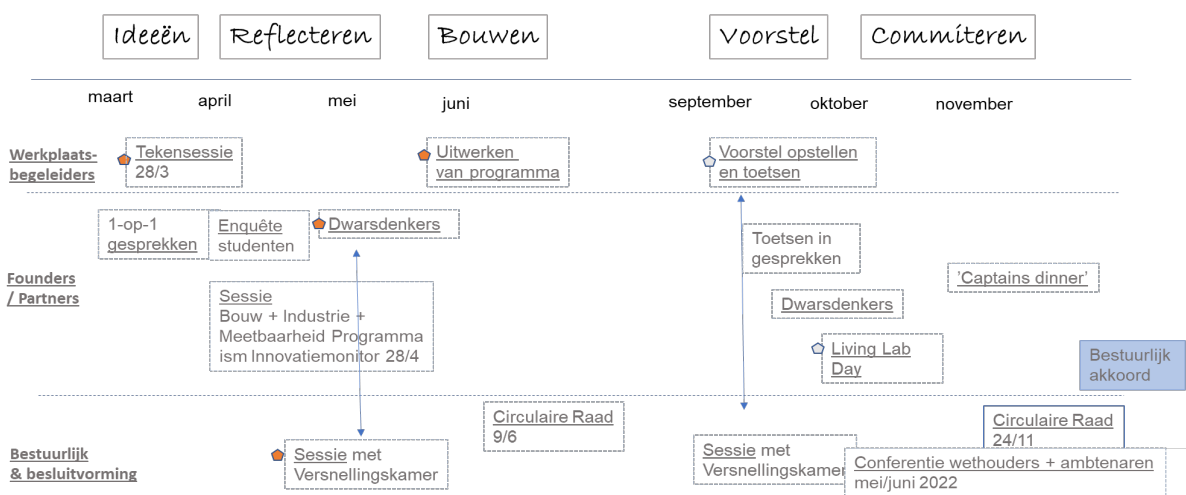 Ideeën
Reflecteren
Bouwen
Voorstel
Commiteren
maart
april
mei
juni
september
oktober
november
Werkplaats-
begeleiders
Tekensessie
28/3
Uitwerken
van programma
Voorstel opstellen
en toetsen
Founders
/ Partners
1-op-1
gesprekken
Enquête
studenten
Dwarsdenkers
Sessie
Bouw + Industrie +
Meetbaarheid Programma
ism Innovatiemonitor 28/4
Toetsen in
gesprekken
Dwarsdenkers
Living Lab
Day
'Captains dinner'
Bestuurlijk
akkoord
Bestuurlijk
& besluitvorming
Sessie met
Versnellingskamer
Circulaire Raad
9/6
Sessie met
Versnellingskamer
Circulaire Raad
24/11
Conferentie wethouders + ambtenaren
mei/juni 2022